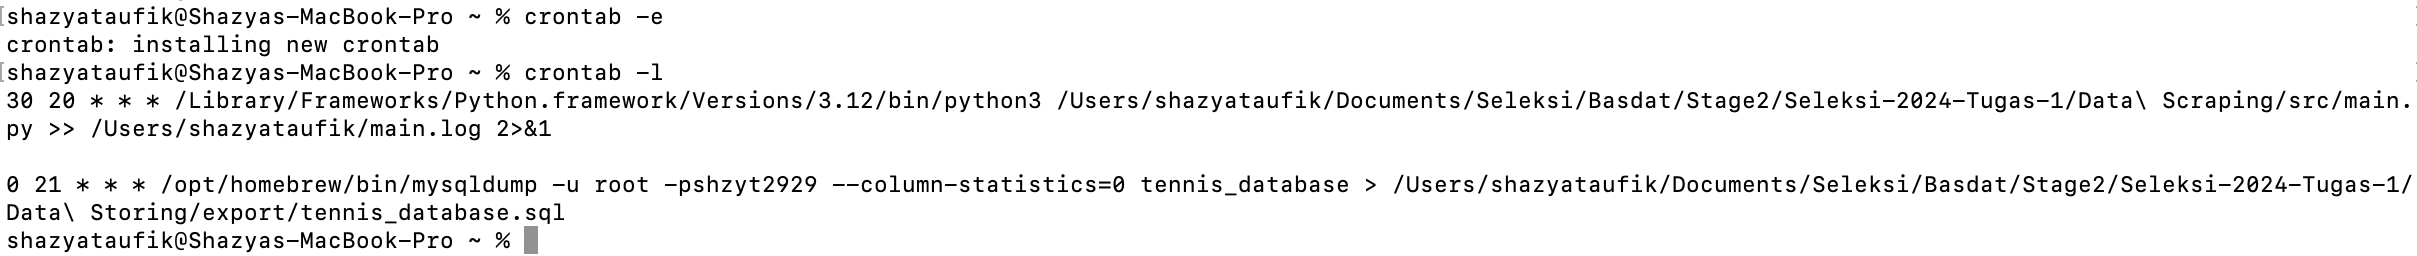 shazyataufik@Shazyas-MacBook-Pro ~ % crontab -e
crontab: installing new crontab
shazyataufik@Shazyas-MacBook-Pro ~ % crontab -l
30 20 * * * /Library/Frameworks/Python.framework/Versions/3.12/bin/python3 /Users/shazyataufik/Documents/Seleksi/Basdat/Stage2/Seleksi-2024-Tugas-1/Data\ Scraping/src/main.
py >> /Users/shazyataufik/main.log 2>&1
0 21 * * * /opt/homebrew/bin/mysqldump -u root -pshzyt2929 --column-statistics=0 tennis_database > /Users/shazyataufik/Documents/Seleksi/Basdat/Stage2/Seleksi-2024-Tugas-1/
Data\ Storing/export/tennis_database.sql
shazyataufik@Shazyas-MacBook-Pro ~ %